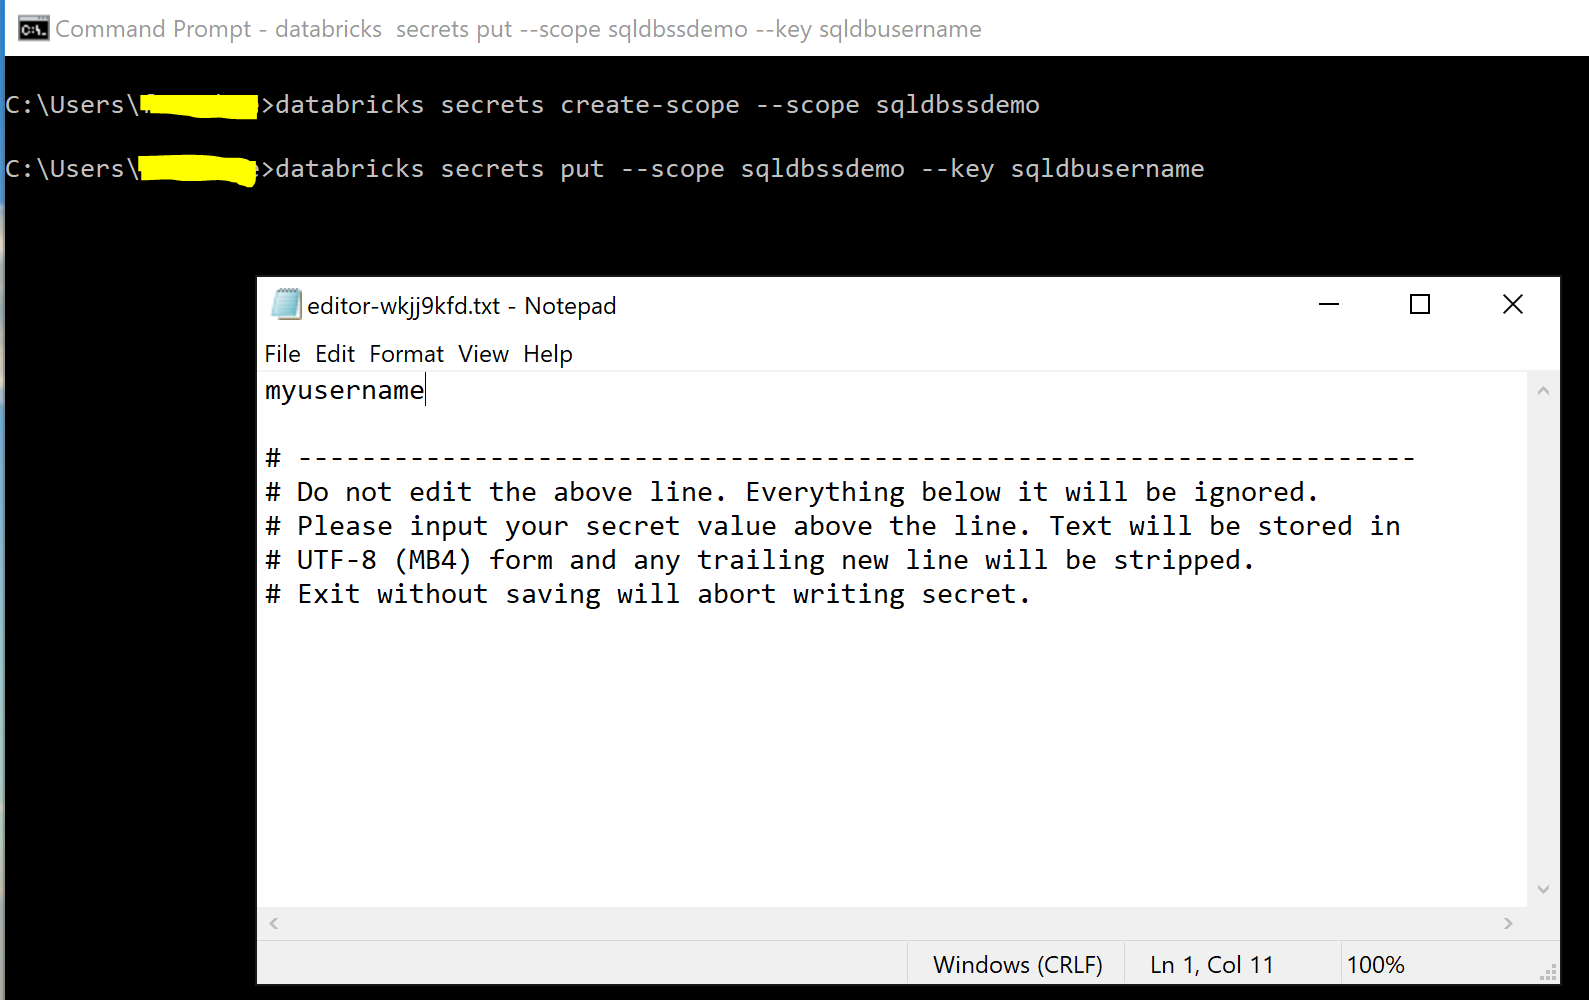 Command Prompt - databricks  secrets put --scope sqldbssdemo --key sqldbusername
C:\Users\ >databricks secrets create-scope --scope sqldbssdemo
C:\Users\ >databricks secrets put --scope sqldbssdemo --key sqldbusername
editor-wkjj9kfd.txt - Notepad
File Edit Format View Help
myusername
# ----------------------------------------------------------------------
# Do not edit the above line. Everything below it will be ignored.
# Please input your secret value above the line. Text will be stored in
# UTF-8 (MB4) form and any trailing new line will be stripped.
# Exit without saving will abort writing secret.
Windows (CRLF) Ln 1, Col 11 100%